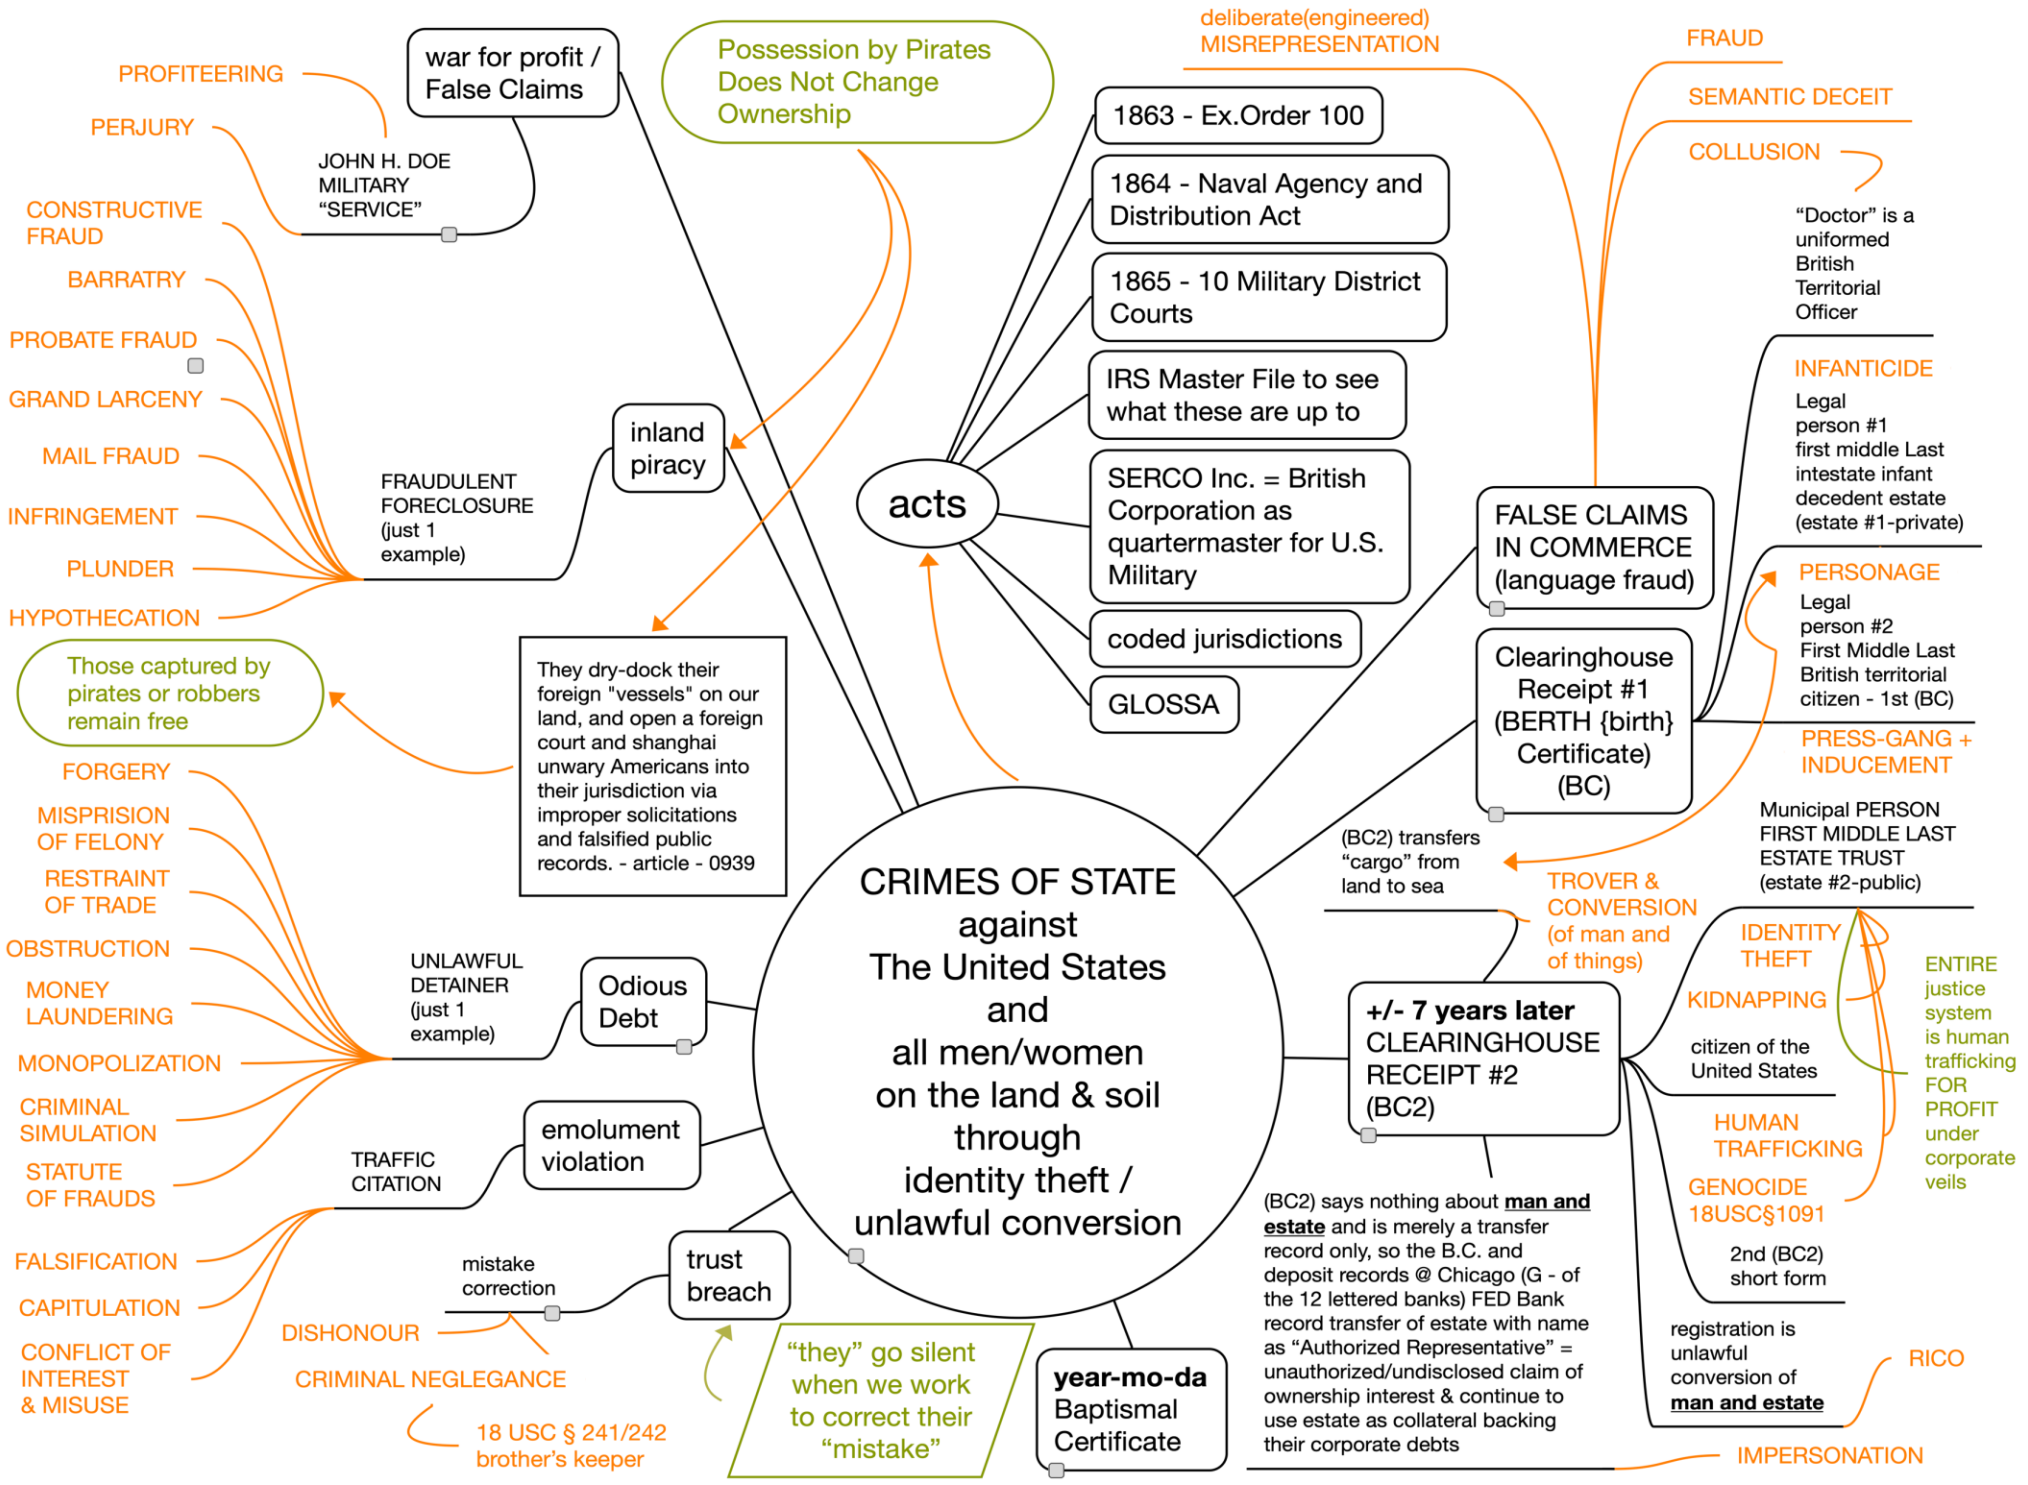 deliberate(engineered)
MISREPRESENTATION
FRAUD
SEMANTIC DECEIT
COLLUSION
war for profit /
False Claims
Possession by Pirates
Does Not Change
Ownership
PROFITEERING
PERJURY
JOHN H. DOE
MILITARY
“SERVICE”
CONSTRUCTIVE
FRAUD
BARRATRY
PROBATE FRAUD
GRAND LARCENY
MAIL FRAUD
INFRINGEMENT
PLUNDER
HYPOTHECATION
FRAUDULENT
FORECLOSURE
(just 1
example)
inland
piracy
acts
1863 - Ex.Order 100
1864 - Naval Agency and
Distribution Act
1865 - 10 Military District
Courts
IRS Master File to see
what these are up to
SERCO Inc. = British
Corporation as
quartermaster for U.S.
Military
coded jurisdictions
GLOSSA
“Doctor” is a
uniformed
British
Territorial
Officer
INFANTICIDE
Legal
person #1
first middle Last
intestate infant
decedent estate
(estate #1-private)
PERSONAGE
Legal
person #2
First Middle Last
British territorial
citizen - 1st (BC)
PRESS-GANG +
INDUCEMENT
FALSE CLAIMS
IN COMMERCE
(language fraud)
Clearinghouse
Receipt #1
(BERTH {birth}
Certificate)
(BC)
Those captured by
pirates or robbers
remain free
They dry-dock their
foreign "vessels" on our
land, and open a foreign
court and shanghai
unwary Americans into
their jurisdiction via
improper solicitations
and falsified public
records. - article - 0939
FORGERY
MISPRISION
OF FELONY
RESTRAINT
OF TRADE
OBSTRUCTION
MONEY
LAUNDERING
MONOPOLIZATION
CRIMINAL
SIMULATION
STATUTE
OF FRAUDS
UNLAWFUL
DETAINER
(just 1
example)
Odious
Debt
CRIMES OF STATE
against
The United States
and
all men/women
on the land & soil
through
identity theft /
unlawful conversion
(BC2) transfers
“cargo” from
land to sea
TROVER &
CONVERSION
(of man and
of things)
Municipal PERSON
FIRST MIDDLE LAST
ESTATE TRUST
(estate #2-public)
IDENTITY
THEFT
KIDNAPPING
citizen of the
United States
HUMAN
TRAFFICKING
GENOCIDE
18USC§1091
2nd (BC2)
short form
registration is
unlawful
conversion of
man and estate
RICO
IMPERSONATION
ENTIRE
justice
system
is human
trafficking
FOR
PROFIT
under
corporate
veils
+/- 7 years later
CLEARINGHOUSE
RECEIPT #2
(BC2)
(BC2) says nothing about man and
estate and is merely a transfer
record only, so the B.C. and
deposit records @ Chicago (G - of
the 12 lettered banks) FED Bank
record transfer of estate with name
as “Authorized Representative” =
unauthorized/undisclosed claim of
ownership interest & continue to
use estate as collateral backing
their corporate debts
emolument
violation
TRAFFIC
CITATION
FALSIFICATION
CAPITULATION
CONFLICT OF
INTEREST
& MISUSE
trust
breach
mistake
correction
DISHONOUR
CRIMINAL NEGLEGANCE
18 USC § 241/242
brother’s keeper
“they” go silent
when we work
to correct their
“mistake”
year-mo-da
Baptismal
Certificate